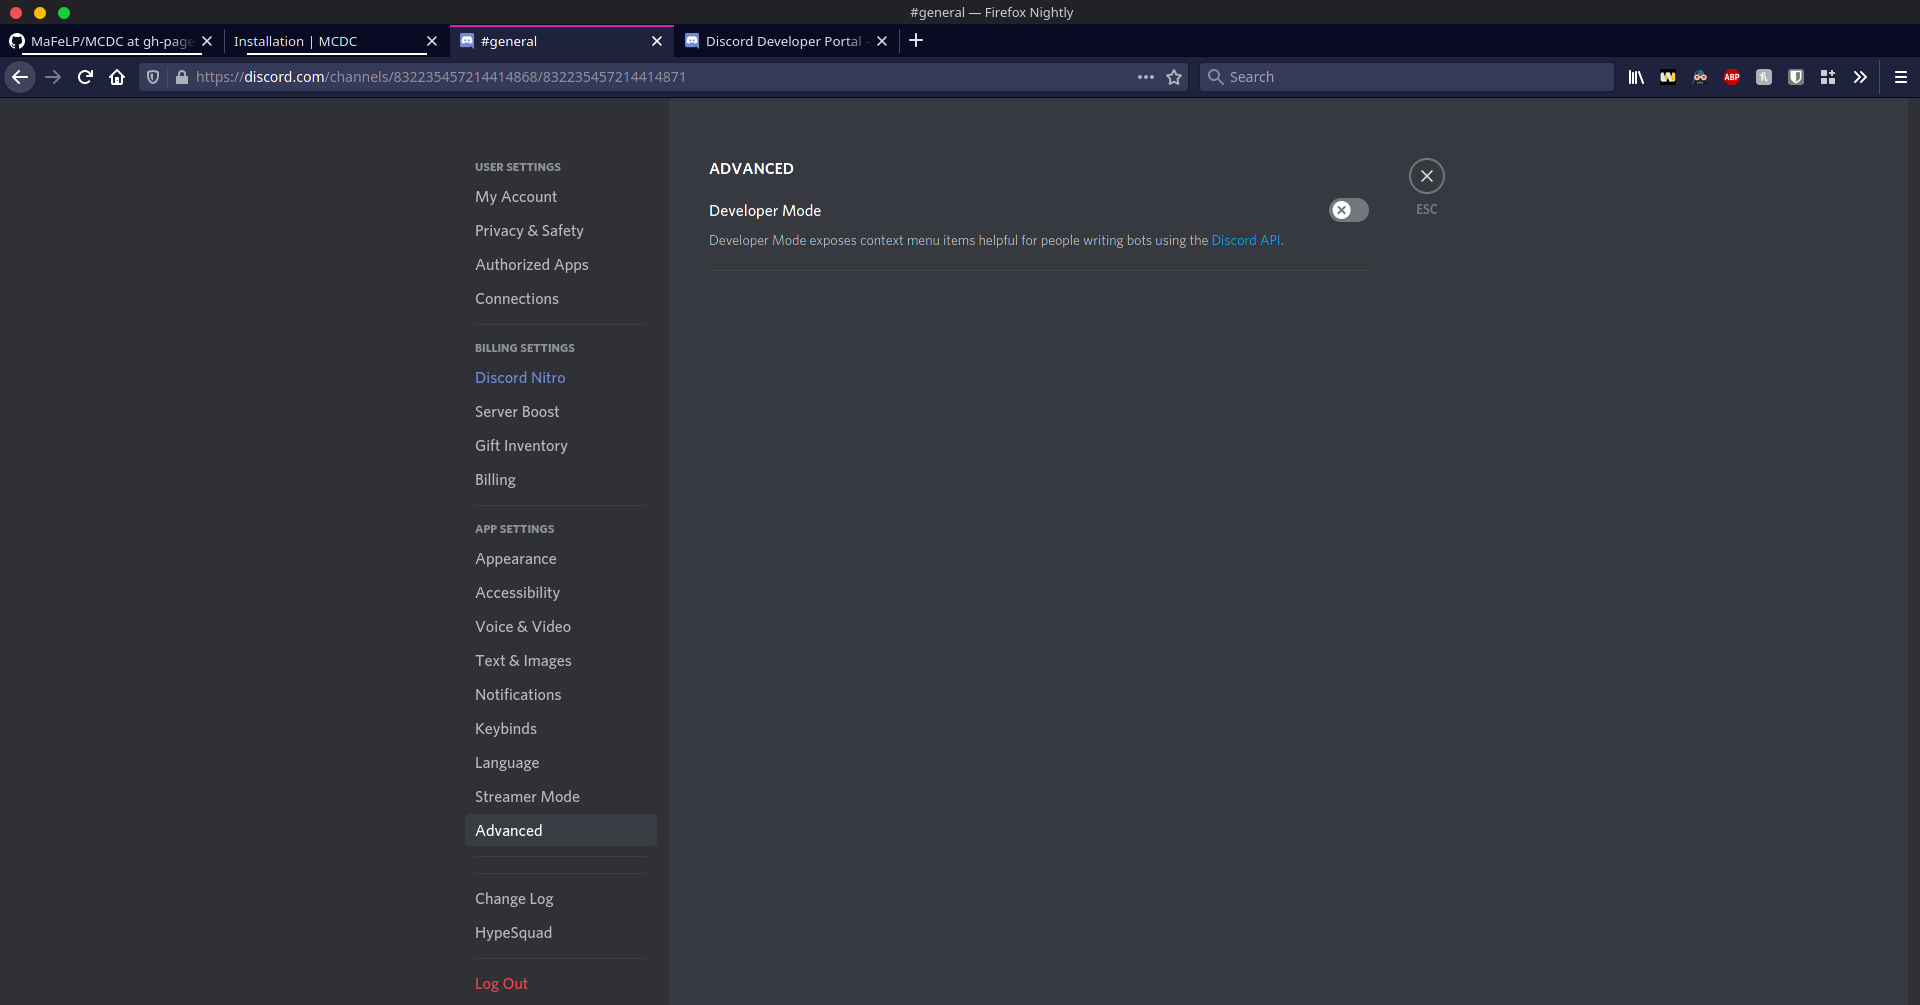 #general — Firefox Nightly
MaFeLP/MCDC at gh-page
Installation | MCDC
#general
Discord Developer Portal
https://discord.com/channels/832235457214414868/832235457214414871
Search
ABP
USER SETTINGS
My Account
Privacy & Safety
Authorized Apps
Connections
BILLING SETTINGS
Discord Nitro
Server Boost
Gift Inventory
Billing
APP SETTINGS
Appearance
Accessibility
Voice & Video
Text & Images
Notifications
Keybinds
Language
Streamer Mode
Advanced
Change Log
HypeSquad
Log Out
ADVANCED
Developer Mode
Developer Mode exposes context menu items helpful for people writing bots using the Discord API.
ESC